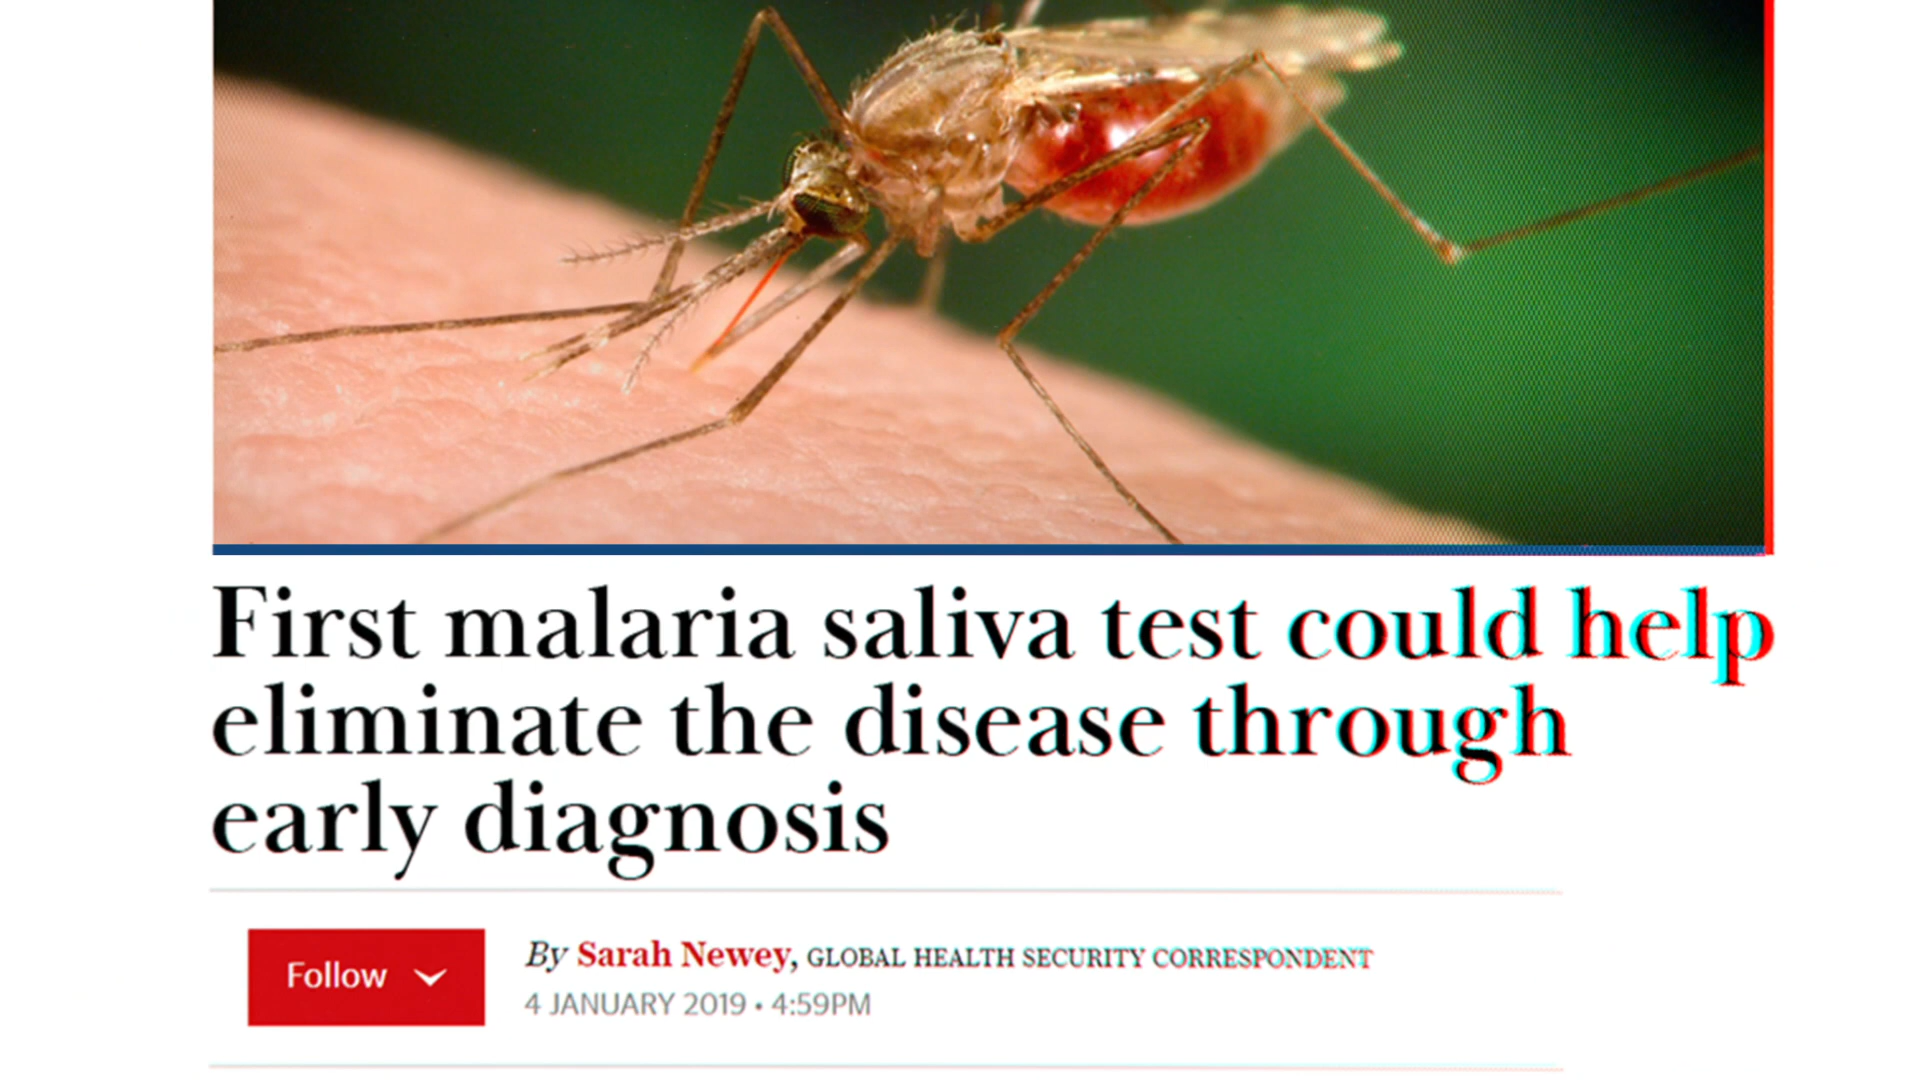 First malaria saliva test could help
eliminate the disease through
early diagnosis
Follow
By Sarah Newey, GLOBAL HEALTH SECURITY CORRESPONDENT
4 JANUARY 2019 • 4:59PM